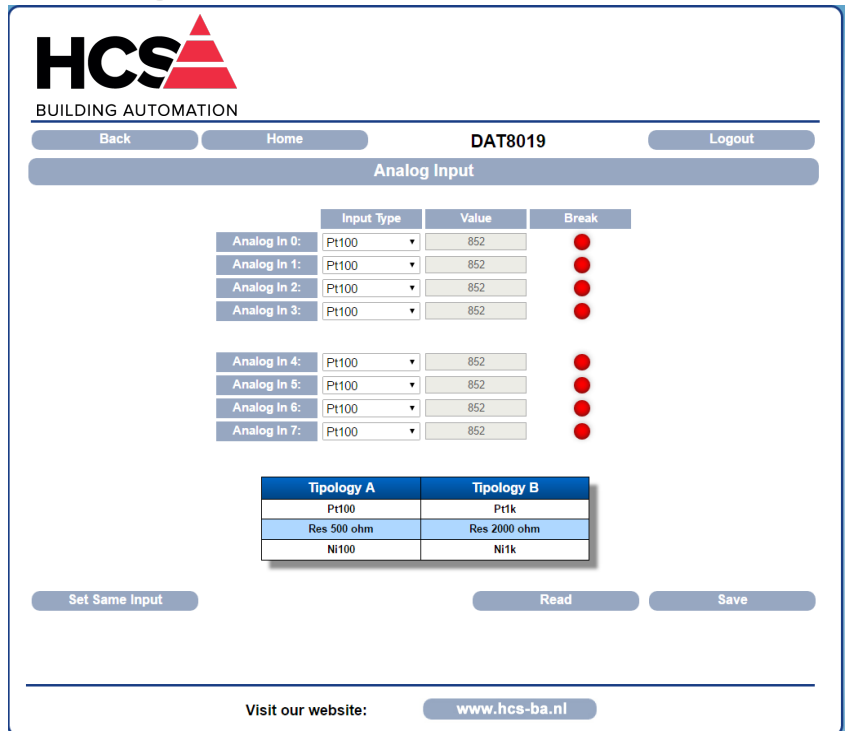 HCS
BUILDING AUTOMATION
Back Home DAT8019 Logout
Analog Input
Input Type Value Break
Analog In 0: Pt100 852
Analog In 1: Pt100 852
Analog In 2: Pt100 852
Analog In 3: Pt100 852
Analog In 4: Pt100 852
Analog In 5: Pt100 852
Analog In 6: Pt100 852
Analog In 7: Pt100 852
Tipology A Tipology B
Pt100 Pt1k
Res 500 ohm Res 2000 ohm
Ni100 Ni1k
Set Same Input Read Save
Visit our website: www.hcs-ba.nl